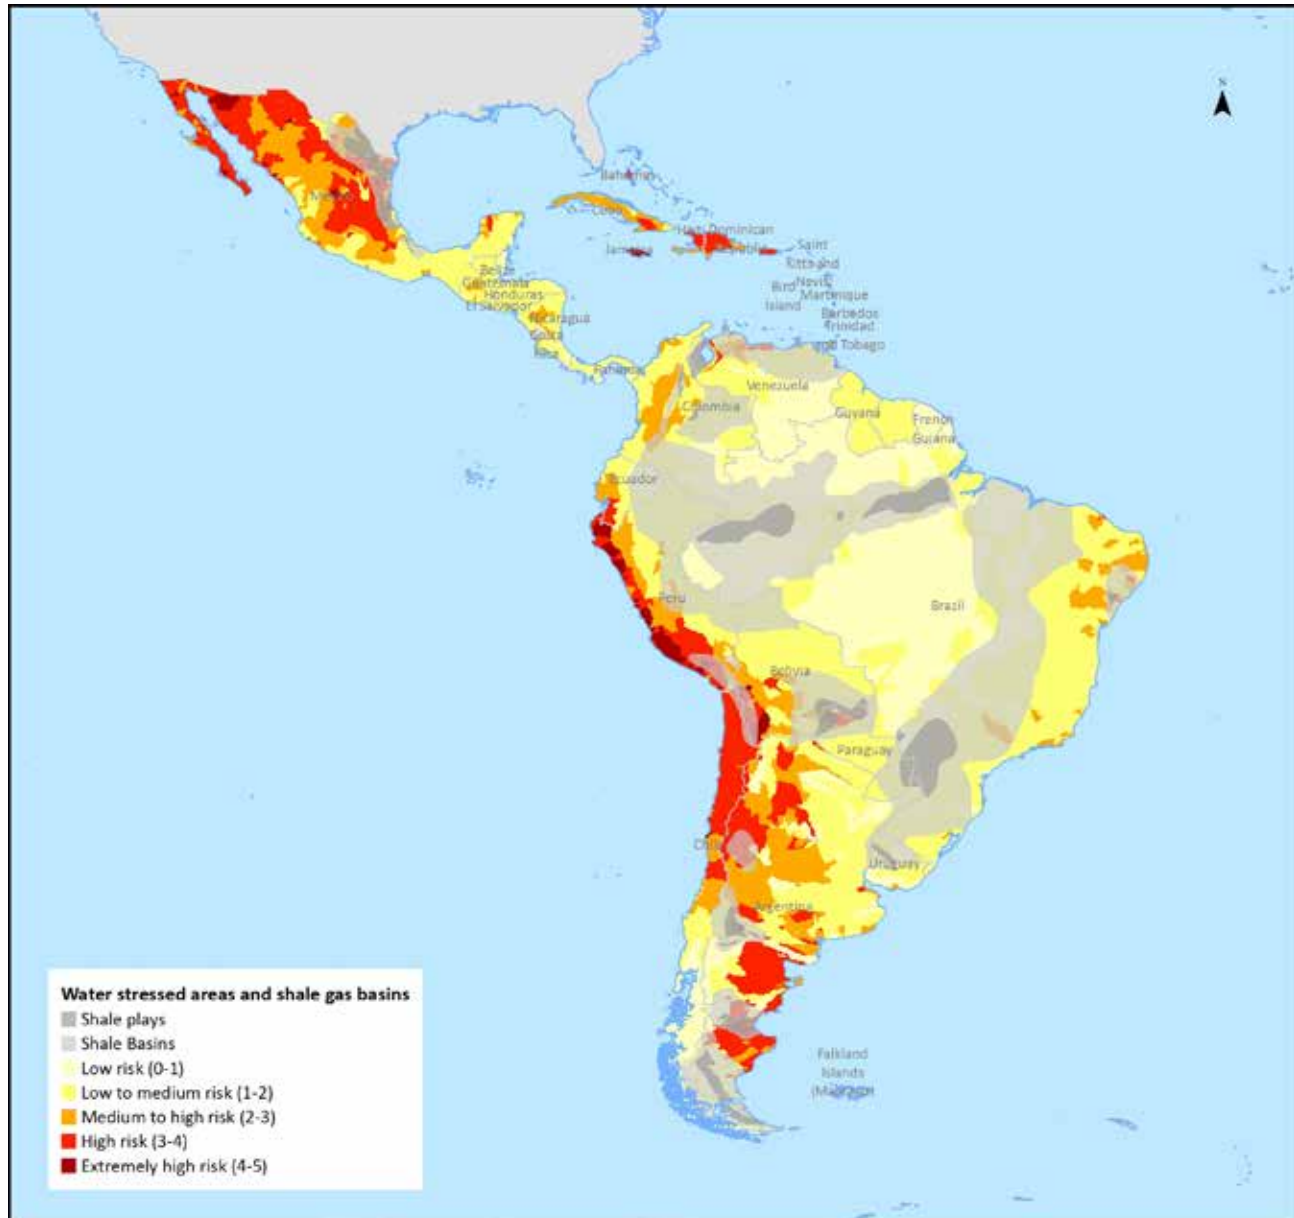 N
Bahamas
Mexico
Cuba
Haiti Dominican
Republic
Jamaica
Saint
Kitts and
Nevis
Bird
Island
Martinique
Barbedos
Trinidad
and Tobago
Belize
Guatemala
Honduras
El Salvador
Nicaragua
Costa
Rica
Panama
Venezuela
Colombia
Guyana
French
Guiana
Ecuador
Peru
Brazil
Bolivia
Paraguay
Chile
Uruguay
Argentina
Falkland
Islands
Water stressed areas and shale gas basins
Shale plays
Shale Basins
Low risk (0-1)
Low to medium risk (1-2)
Medium to high risk (2-3)
High risk (3-4)
Extremely high risk (4-5)